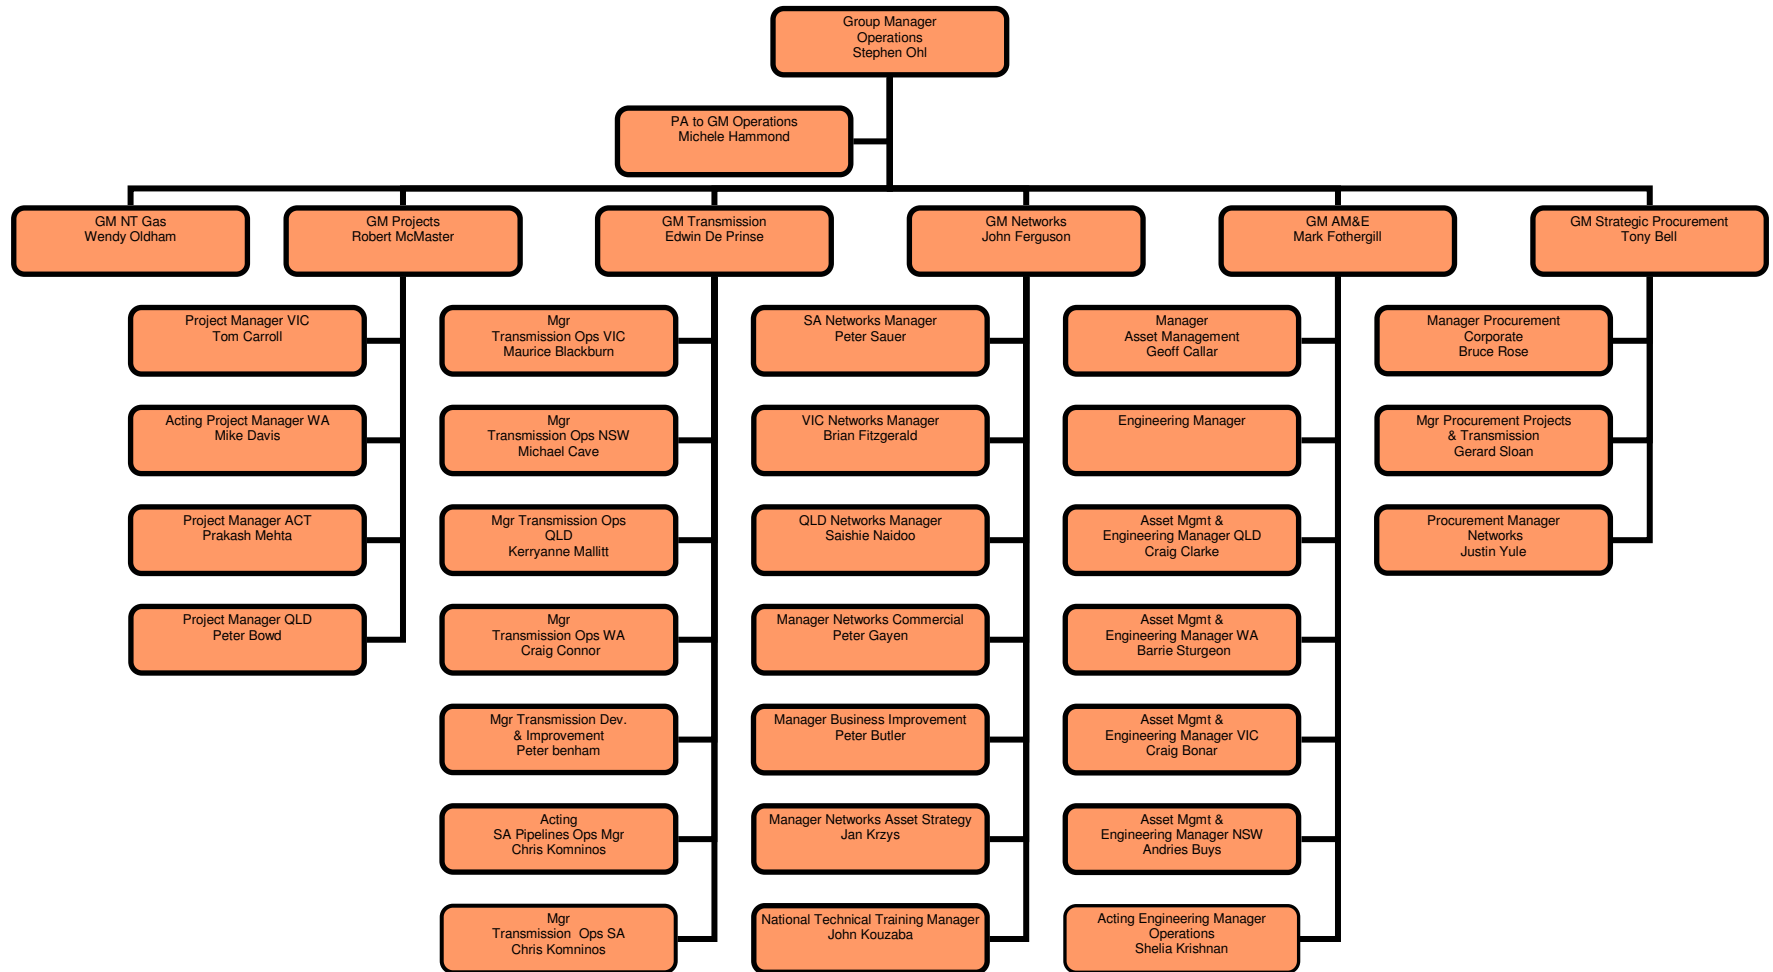 Group Manager
Operations
Stephen Ohl
PA to GM Operations
Michele Hammond
GM NT Gas
Wendy Oldham
GM Projects
Robert McMaster
GM Transmission
Edwin De Prinse
GM Networks
John Ferguson
GM AM&E
Mark Fothergill
GM Strategic Procurement
Tony Bell
Project Manager VIC
Tom Carroll
Acting Project Manager WA
Mike Davis
Project Manager ACT
Prakash Mehta
Project Manager QLD
Peter Bowd
Mgr
Transmission Ops VIC
Maurice Blackburn
Mgr
Transmission Ops NSW
Michael Cave
Mgr Transmission Ops
QLD
Kerryanne Mallitt
Mgr
Transmission Ops WA
Craig Connor
Mgr Transmission Dev.
& Improvement
Peter benham
Acting
SA Pipelines Ops Mgr
Chris Komninos
Mgr
Transmission  Ops SA
Chris Komninos
SA Networks Manager
Peter Sauer
VIC Networks Manager
Brian Fitzgerald
QLD Networks Manager
Saishie Naidoo
Manager Networks Commercial
Peter Gayen
Manager Business Improvement
Peter Butler
Manager Networks Asset Strategy
Jan Krzys
National Technical Training Manager
John Kouzaba
Manager
Asset Management
Geoff Callar
Engineering Manager
Asset Mgmt &
Engineering Manager QLD
Craig Clarke
Asset Mgmt &
Engineering Manager WA
Barrie Sturgeon
Asset Mgmt &
Engineering Manager VIC
Craig Bonar
Asset Mgmt &
Engineering Manager NSW
Andries Buys
Acting Engineering Manager
Operations
Shelia Krishnan
Manager Procurement
Corporate
Bruce Rose
Mgr Procurement Projects
& Transmission
Gerard Sloan
Procurement Manager
Networks
Justin Yule